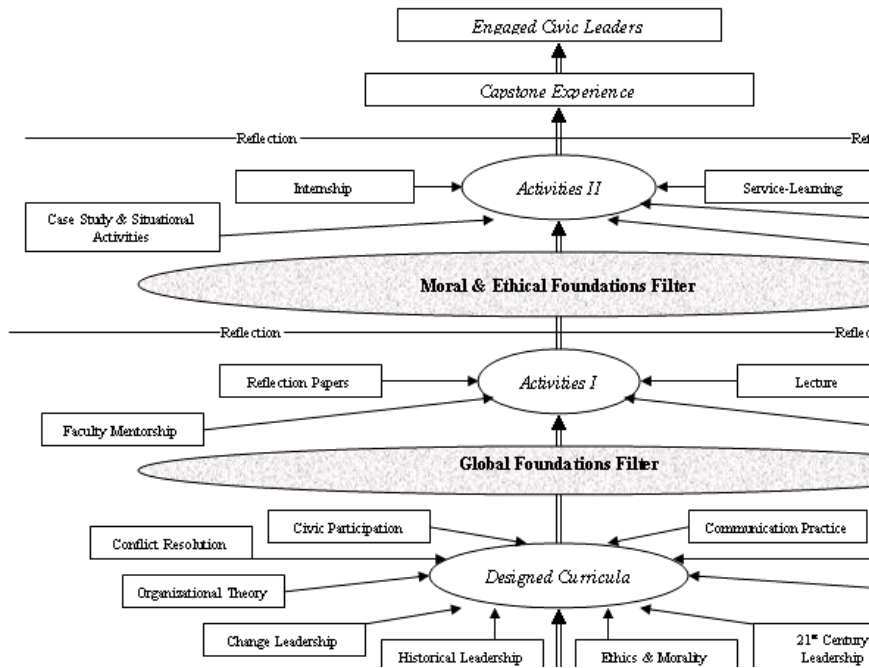 Engaged Civic Leaders
Capstone Experience
Reflection
Ref
Internship
Activities II
Service-Learning
Case Study & Situational
Activities
Moral & Ethical Foundations Filter
Reflection
Reflec
Reflection Papers
Activities I
Lecture
Faculty Mentorship
Global Foundations Filter
Civic Participation
Communication Practice
Conflict Resolution
Designed Curricula
Organizational Theory
Change Leadership
Historical Leadership
Ethics & Morality
21st Century
Leadership